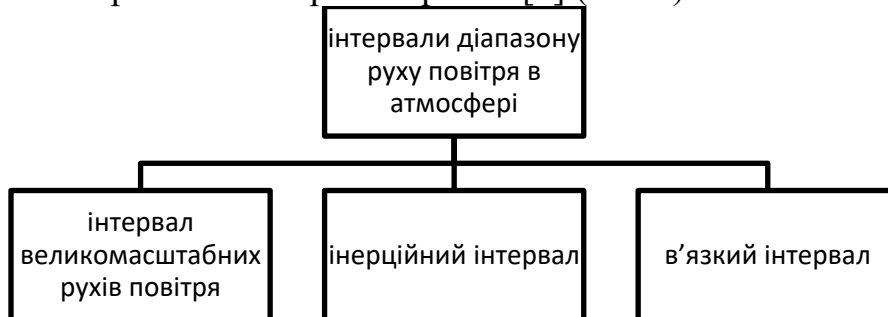 інтервали діапазону
руху повітря в
атмосфері
інтервал
великомасштабних
рухів повітря
інерційний інтервал
в’язкий інтервал